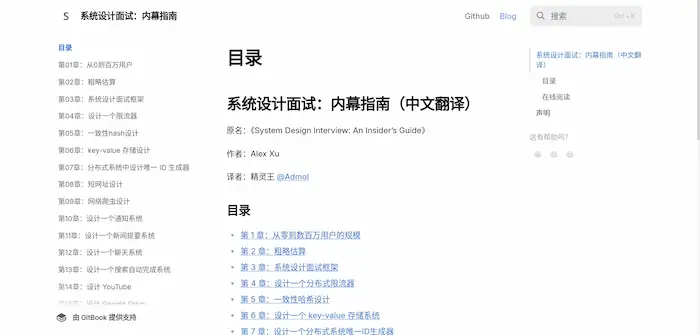 S 系统设计面试：内幕指南
Github Blog 搜索 Ctrl + K
目录
第01章：从0到百万用户
第02章：粗略估算
第03章：系统设计面试框架
第04章：设计一个限流器
第05章：一致性hash设计
第06章：key-value 存储设计
第07章：分布式系统中设计唯一 ID 生成器
第08章：短网址设计
第09章：网络爬虫设计
第10章：设计一个通知系统
第11章：设计一个新闻提要系统
第12章：设计一个聊天系统
第13章：设计一个搜索自动完成系统
第14章：设计 YouTube
第15章：设计 Google Drive
由 GitBook 提供支持
目录
系统设计面试：内幕指南（中文翻译）
原名：《System Design Interview: An Insider's Guide》
作者：Alex Xu
译者：精灵王 @Admol
目录
第 1 章：从零到数百万用户的规模
第 2 章：粗略估算
第 3 章：系统设计面试框架
第 4 章：设计一个分布式限流器
第 5 章：一致性哈希设计
第 6 章：设计一个 key-value 存储系统
第 7 章：设计一个分布式系统唯一ID生成器
系统设计面试：内幕指南（中文翻
译）
目录
在线阅读
声明
这有帮助吗？